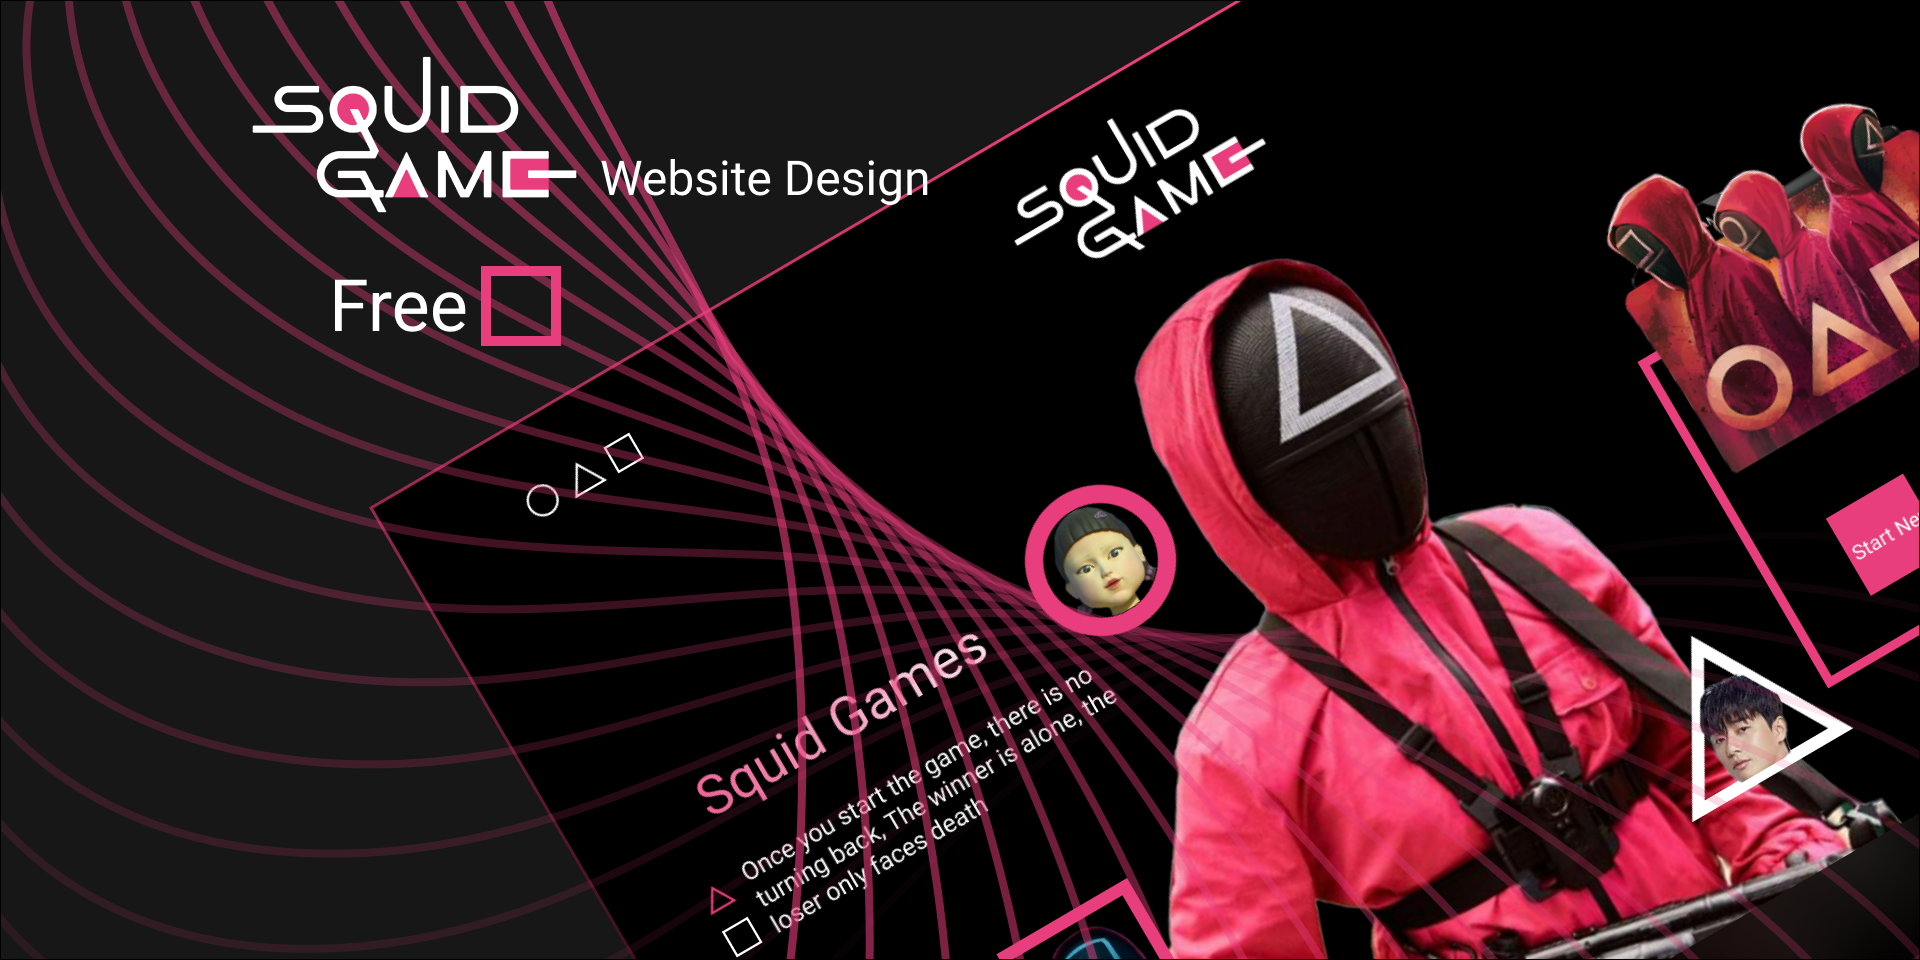 SQUID
GAME
Website Design
Free
SQUID
GAME
Squid Games
Once you start the game, there is no
turning back, The winner is alone, the
loser only faces death
Start